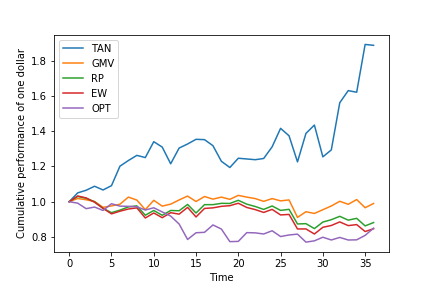 Cumulative performance of one dollar
1.8
1.6
1.4
1.2
1.0
0.8
TAN
GMV
RP
EW
OPT
0 5 10 15 20 25 30 35
Time